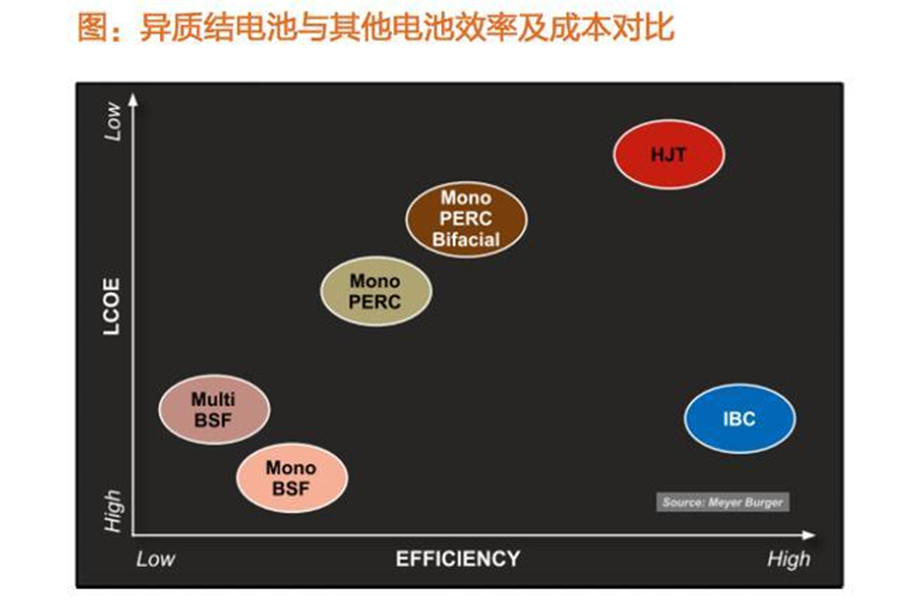 图：异质结电池与其他电池效率及成本对比
Low
HJT
Mono
PERC
Bifacial
Mono
PERC
LCOE
Multi
BSF
IBC
Mono
BSF
High
Source: Meyer Burger
Low
EFFICIENCY
High